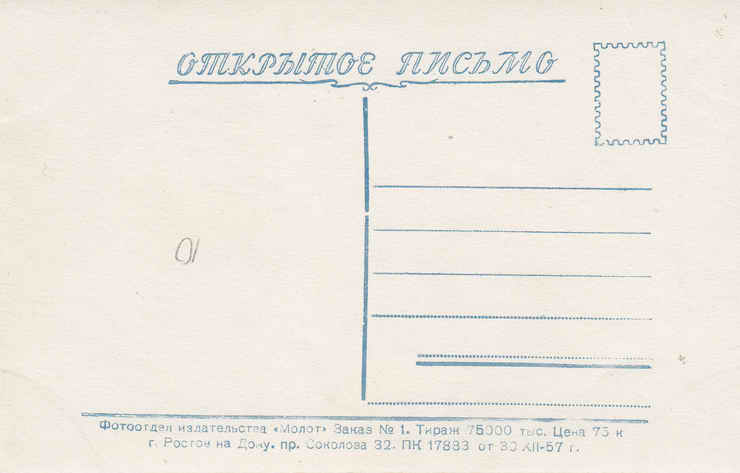 ОТКРЫТОЕ ПИСЬМО
01
Фотоотдел издательства «Молот» Заказ № 1. Тираж 75000 тыс. Цена 75 к
г. Ростов на Дону. пр. Соколова 32. ПК 17883 от 30 XII-57 г.